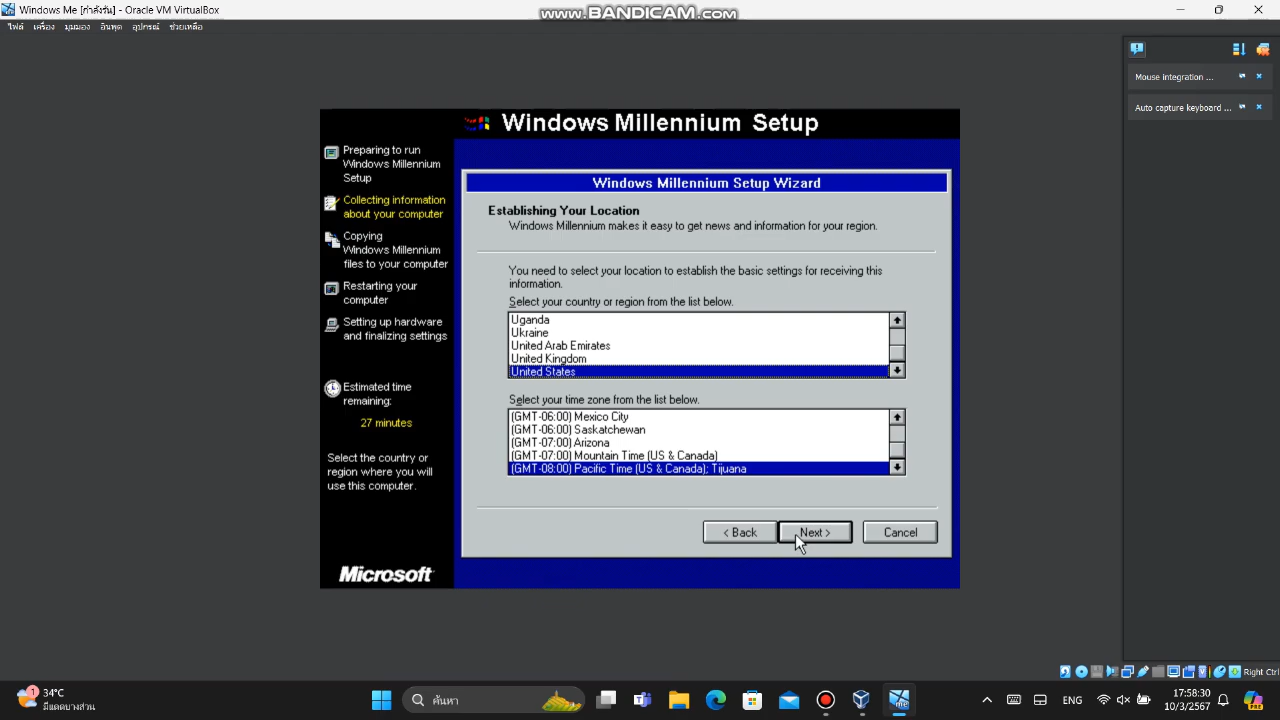 Windows Me [กำลังรัน] - Oracle VM VirtualBox
www.BANDICAM.com
ไฟล์ เครื่อง มุมมอง อินพุต อุปกรณ์ ช่วยเหลือ
Mouse integration ...
Auto capture keyboard ...
Windows Millennium Setup
Preparing to run
Windows Millennium
Setup
Collecting information
about your computer
Copying
Windows Millennium
files to your computer
Restarting your
computer
Setting up hardware
and finalizing settings
Estimated time
remaining:
27 minutes
Select the country or
region where you will
use this computer.
Microsoft
Windows Millennium Setup Wizard
Establishing Your Location
Windows Millennium makes it easy to get news and information for your region.
You need to select your location to establish the basic settings for receiving this
information.
Select your country or region from the list below.
Uganda
Ukraine
United Arab Emirates
United Kingdom
United States
Select your time zone from the list below.
(GMT-06:00) Mexico City
(GMT-06:00) Saskatchewan
(GMT-07:00) Arizona
(GMT-07:00) Mountain Time (US & Canada)
(GMT-08:00) Pacific Time (US & Canada); Tijuana
< Back
Next >
Cancel
Right Ctrl
1
34°C
มีแดดบางส่วน
ค้นหา
ENG
17:58:30
10/3/2567